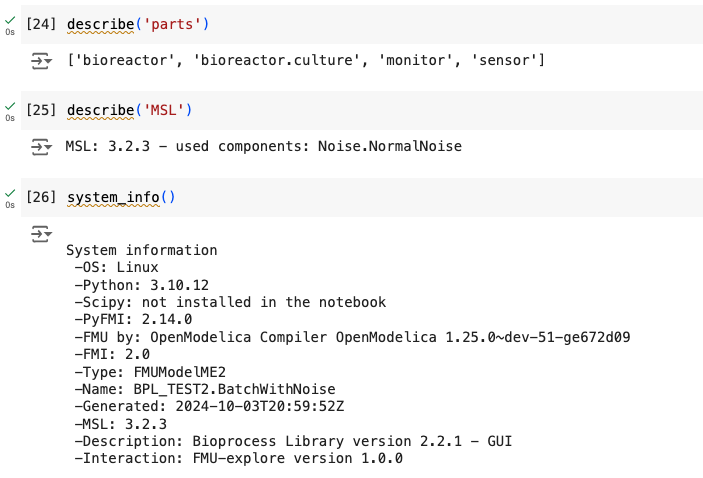 [24] describe('parts')
0s
['bioreactor', 'bioreactor.culture', 'monitor', 'sensor']
[25] describe('MSL')
0s
MSL: 3.2.3 – used components: Noise.NormalNoise
[26] system_info()
0s
System information
-OS: Linux
-Python: 3.10.12
-Scipy: not installed in the notebook
-PyFMI: 2.14.0
-FMU by: OpenModelica Compiler OpenModelica 1.25.0~dev-51-ge672d09
-FMI: 2.0
-Type: FMUModelME2
-Name: BPL_TEST2.BatchWithNoise
-Generated: 2024-10-03T20:59:52Z
-MSL: 3.2.3
-Description: Bioprocess Library version 2.2.1 - GUI
-Interaction: FMU-explore version 1.0.0